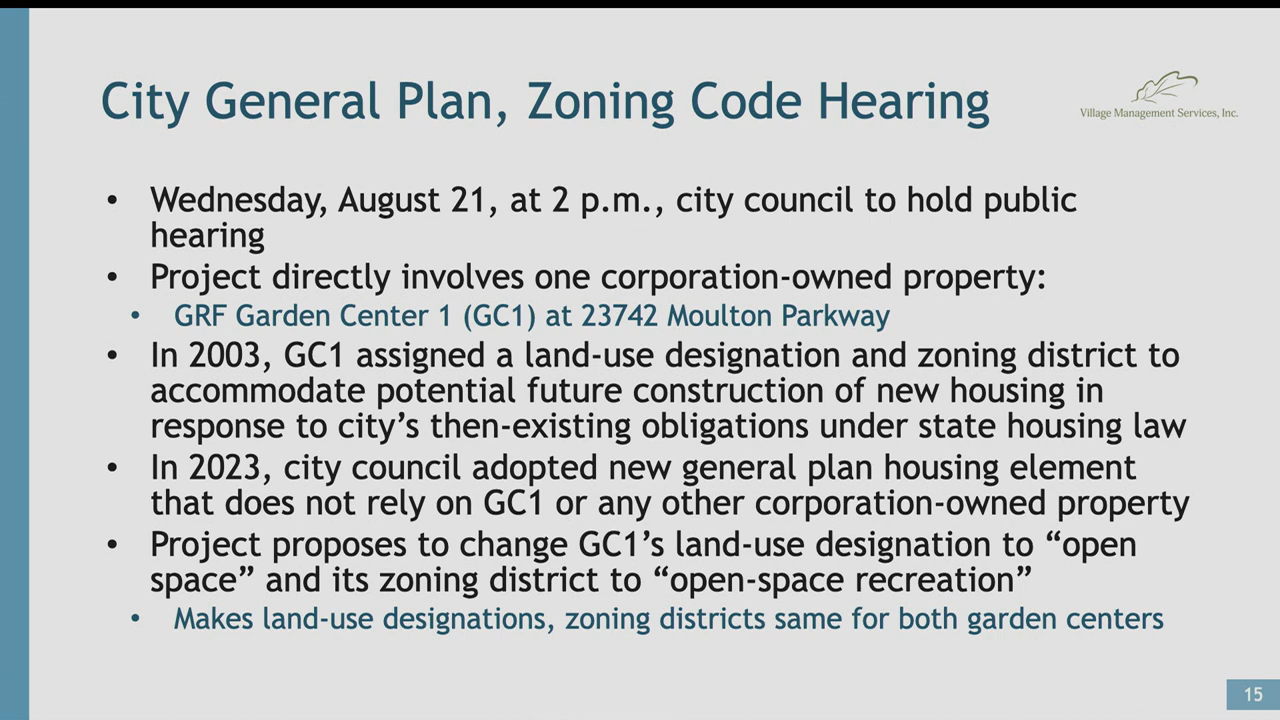 City General Plan, Zoning Code Hearing
Village Management Services, Inc.
• Wednesday, August 21, at 2 p.m., city council to hold public
hearing
• Project directly involves one corporation-owned property:
• GRF Garden Center 1 (GC1) at 23742 Moulton Parkway
• In 2003, GC1 assigned a land-use designation and zoning district to
accommodate potential future construction of new housing in
response to city’s then-existing obligations under state housing law
• In 2023, city council adopted new general plan housing element
that does not rely on GC1 or any other corporation-owned property
• Project proposes to change GC1’s land-use designation to “open
space” and its zoning district to “open-space recreation”
• Makes land-use designations, zoning districts same for both garden centers
15